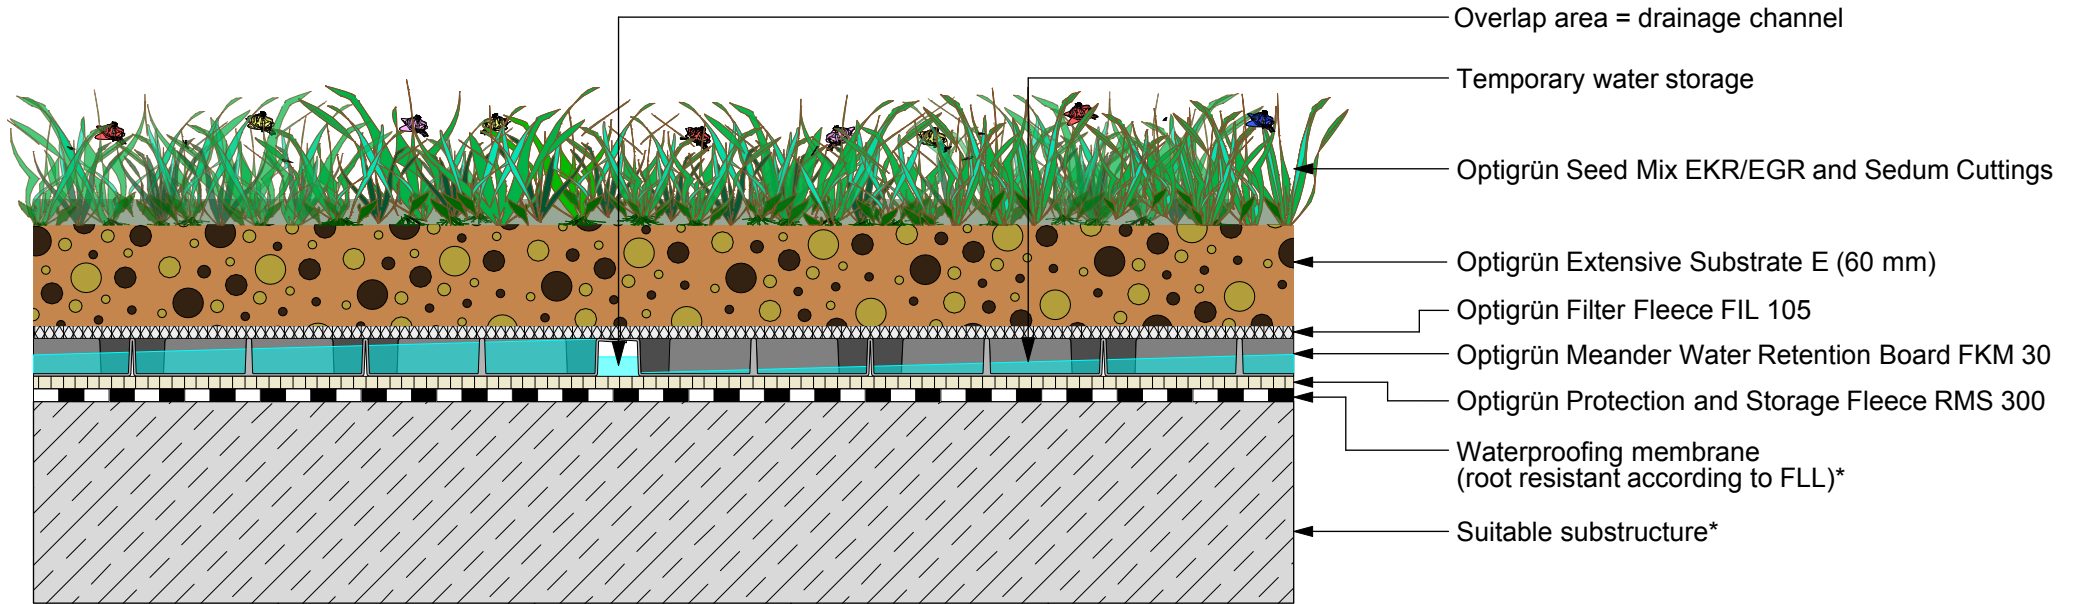 Overlap area = drainage channel
Temporary water storage
Optigrün Seed Mix EKR/EGR and Sedum Cuttings
Optigrün Extensive Substrate E (60 mm)
Optigrün Filter Fleece FIL 105
Optigrün Meander Water Retention Board FKM 30
Optigrün Protection and Storage Fleece RMS 300
Waterproofing membrane
(root resistant according to FLL)*
Suitable substructure*